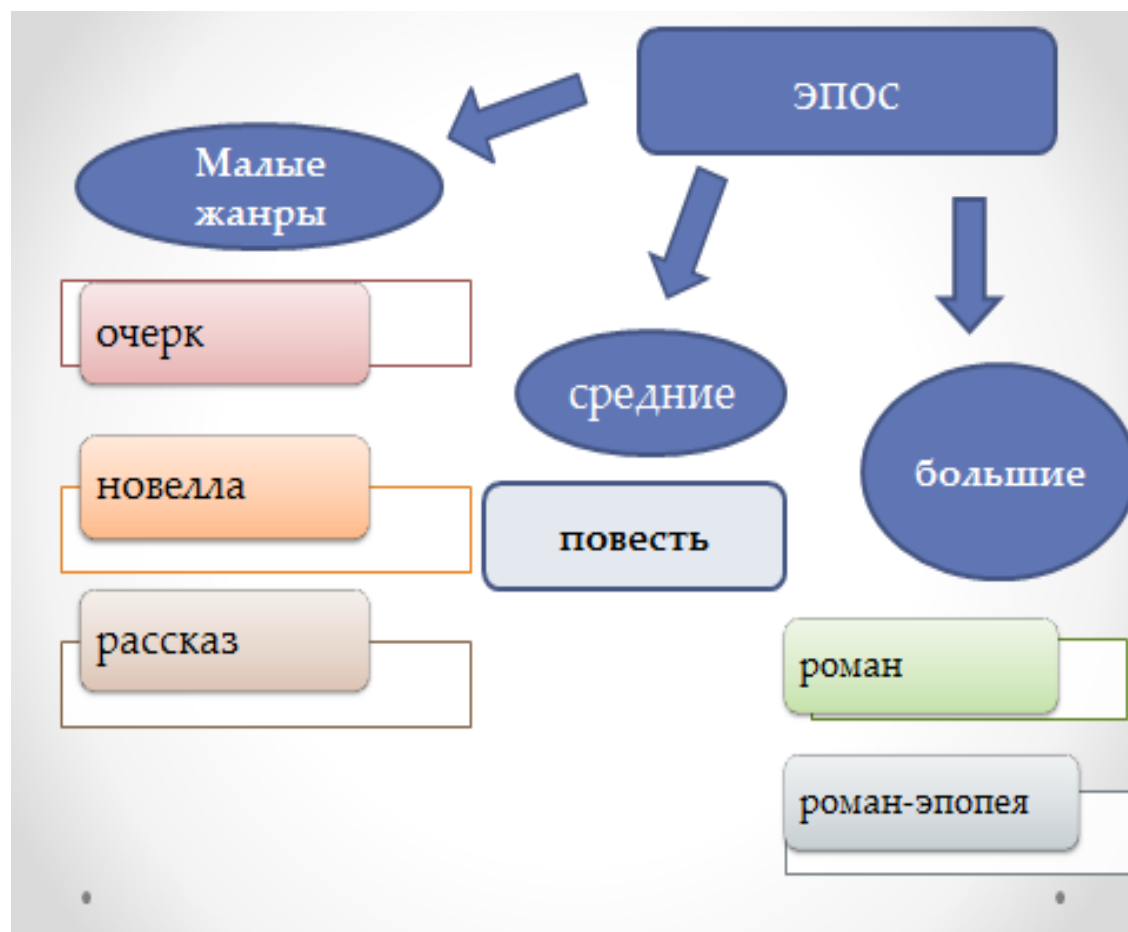 ЭПОС
Малые
жанры
очерк
новелла
рассказ
средние
повесть
большие
роман
роман-эпопея